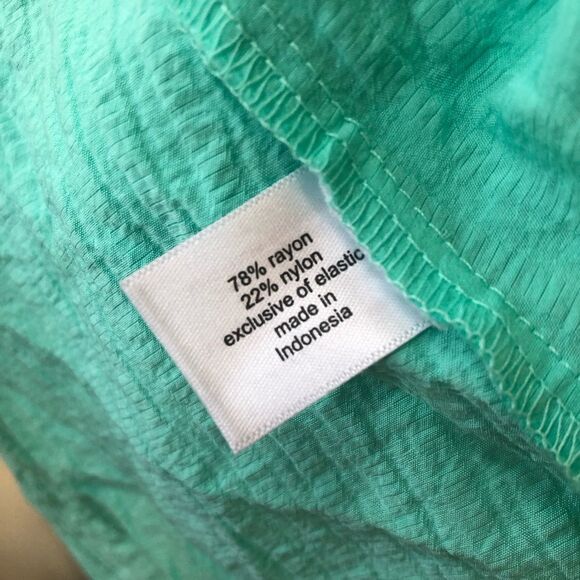 78% rayon
22% nylon
exclusive of elastic
made in
Indonesia